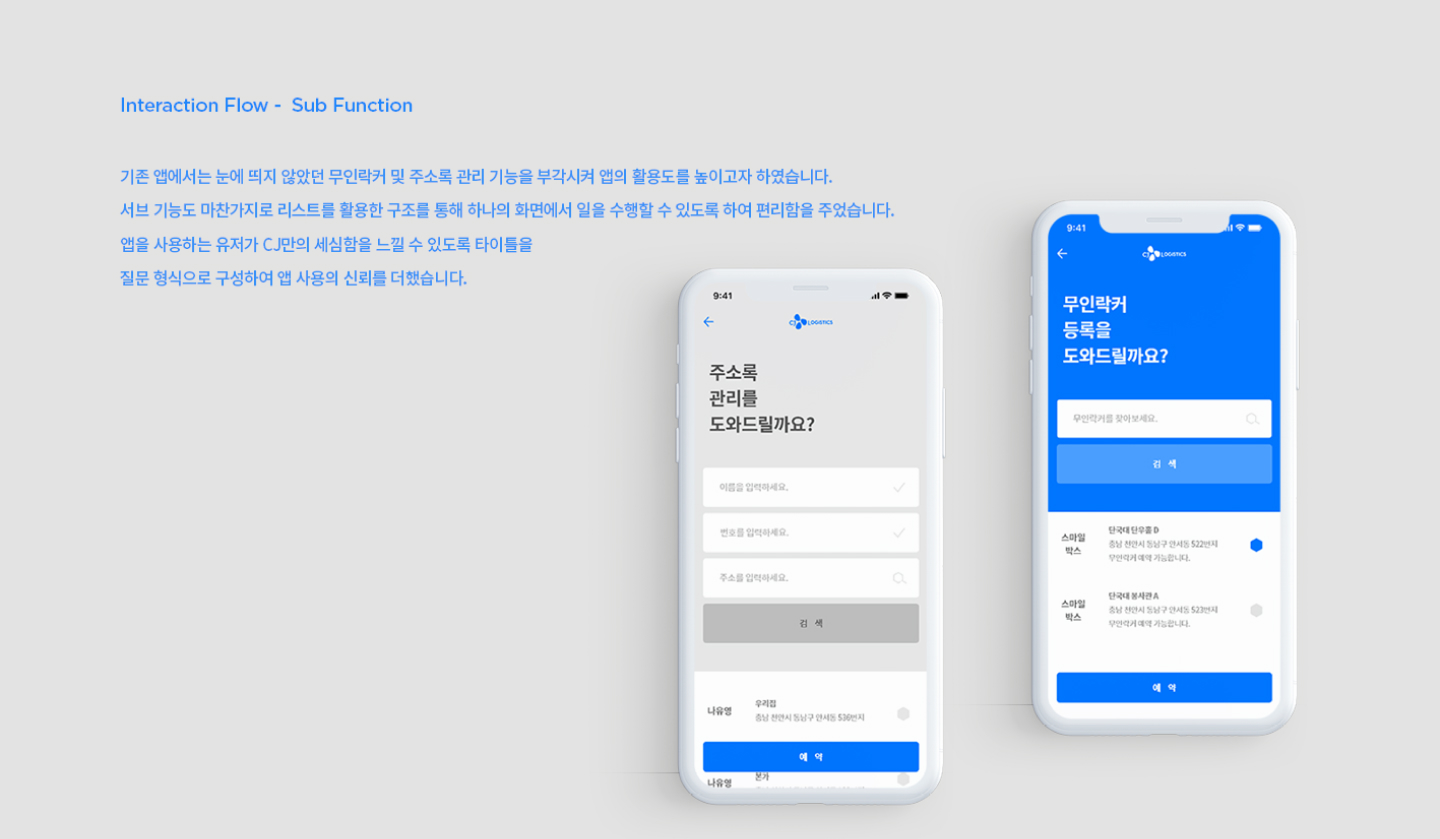 Interaction Flow - Sub Function
기존 앱에서는 눈에 띄지 않았던 무인락커 및 주소록 관리 기능을 부각시켜 앱의 활용도를 높이고자 하였습니다.
서브 기능도 마찬가지로 리스트를 활용한 구조를 통해 하나의 화면에서 일을 수행할 수 있도록 하여 편리함을 주었습니다.
앱을 사용하는 유저가 CJ만의 세심함을 느낄 수 있도록 타이틀을
질문 형식으로 구성하여 앱 사용의 신뢰를 더했습니다.
9:41
CJ LOGISTICS
주소록
관리를
도와드릴까요?
이름을 입력하세요.
번호를 입력하세요.
주소를 입력하세요.
검 색
나유영
우리집
충남 천안시 동남구 안서동 536번지
예 약
나유영
본가
9:41
CJ LOGISTICS
무인락커
등록을
도와드릴까요?
무인락커를 찾아보세요.
검 색
스마일
박스
단국대 단우홀 D
충남 천안시 동남구 안서동 522번지
무인락커 예약 가능합니다.
스마일
박스
단국대 봉사관 A
충남 천안시 동남구 안서동 523번지
무인락커 예약 가능합니다.
예 약